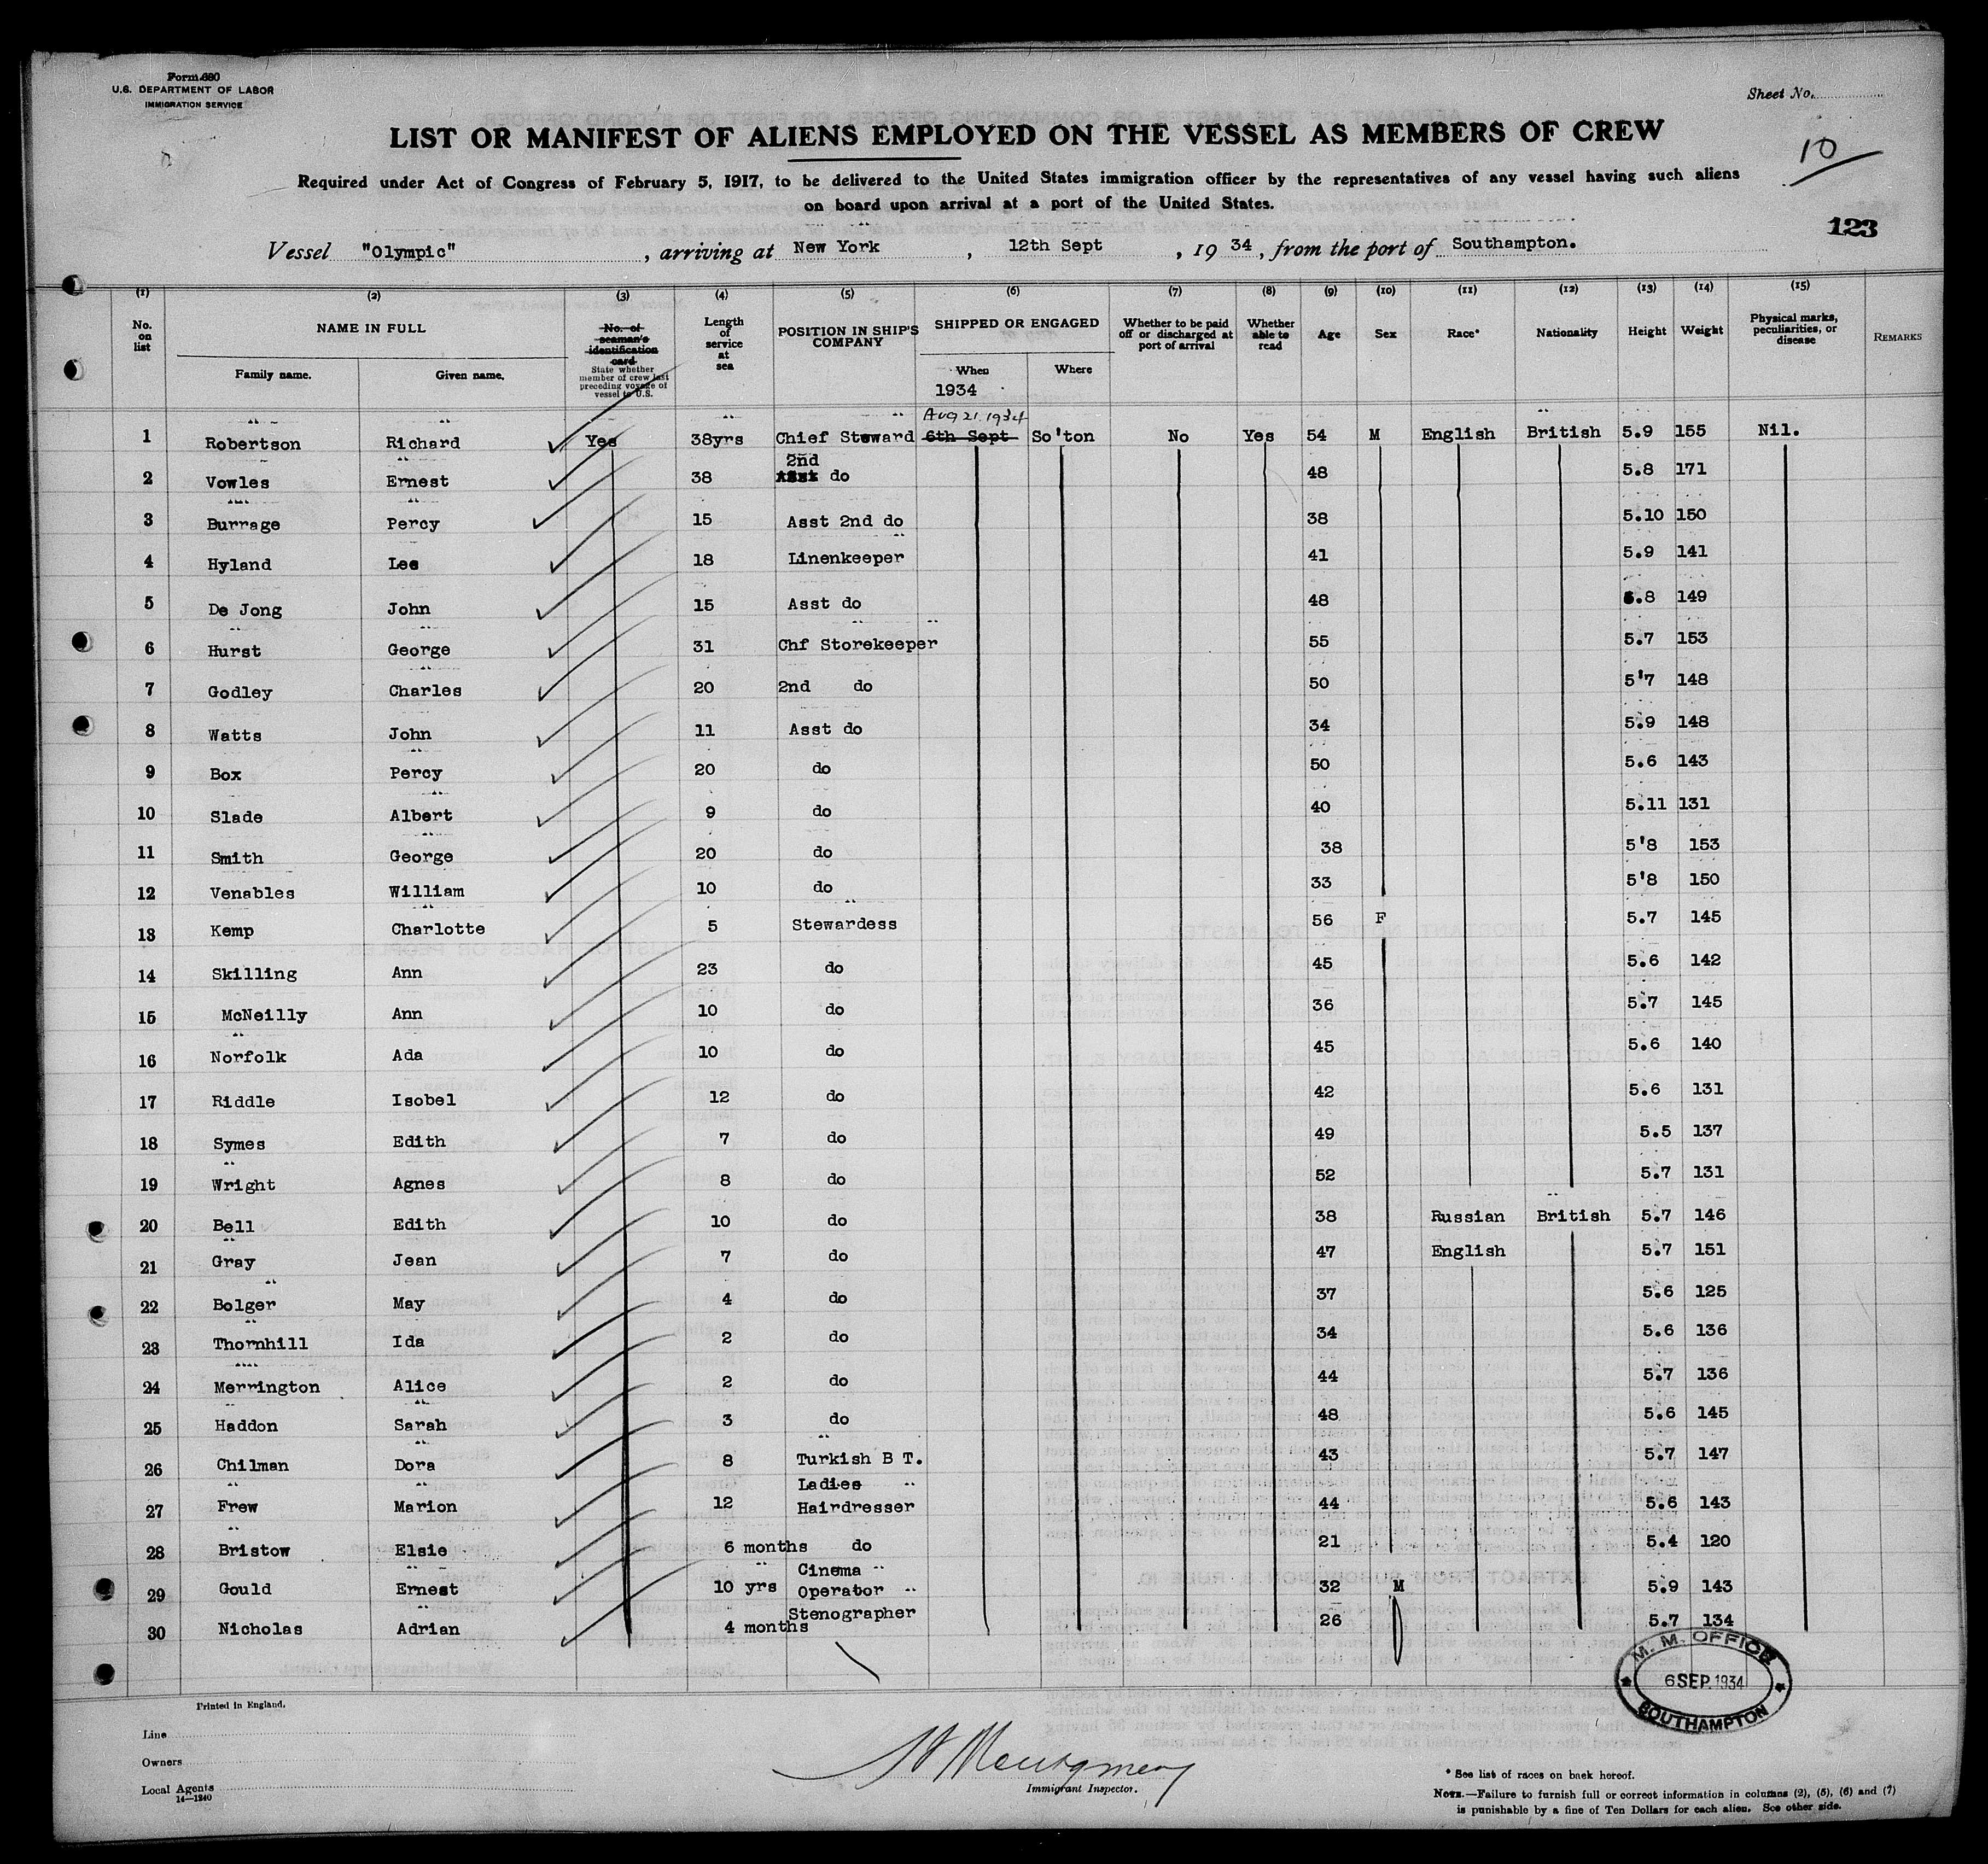 Form 680
U.S. DEPARTMENT OF LABOR
IMMIGRATION SERVICE
Sheet No.
LIST OR MANIFEST OF ALIENS EMPLOYED ON THE VESSEL AS MEMBERS OF CREW
10
Required under Act of Congress of February 5, 1917, to be delivered to the United States immigration officer by the representatives of any vessel having such aliens
on board upon arrival at a port of the United States.
123
Vessel "Olympic", arriving at New York, 12th Sept, 1934, from the port of Southampton.
(1) (2) (3) (4) (5) (6) (7) (8) (9) (10) (11) (12) (13) (14) (15)
No. on list
NAME IN FULL
Family name. Given name.
No. of seaman's identification card
State whether member of crew last preceding voyage of vessel to U.S.
Length of service at sea
POSITION IN SHIP'S COMPANY
SHIPPED OR ENGAGED
When Where
1934
Whether to be paid off or discharged at port of arrival
Whether able to read
Age Sex Race* Nationality Height Weight
Physical marks, peculiarities, or disease
REMARKS
Aug 21. 1934
1 Robertson Richard Yes 38yrs Chief Steward 6th Sept So'ton No Yes 54 M English British 5.9 155 Nil.
2 Vowles Ernest 38 2nd do 48 5.8 171
3 Burrage Percy 15 Asst 2nd do 38 5.10 150
4 Hyland Lee 18 Linenkeeper 41 5.9 141
5 De Jong John 15 Asst do 48 5.8 149
6 Hurst George 31 Chf Storekeeper 55 5.7 153
7 Godley Charles 20 2nd do 50 5'7 148
8 Watts John 11 Asst do 34 5.9 148
9 Box Percy 20 do 50 5.6 143
10 Slade Albert 9 do 40 5.11 131
11 Smith George 20 do 38 5'8 153
12 Venables William 10 do 33 5'8 150
13 Kemp Charlotte 5 Stewardess 56 F 5.7 145
14 Skilling Ann 23 do 45 5.6 142
15 McNeilly Ann 10 do 36 5.7 145
16 Norfolk Ada 10 do 45 5.6 140
17 Riddle Isobel 12 do 42 5.6 131
18 Symes Edith 7 do 49 5.5 137
19 Wright Agnes 8 do 52 5.7 131
20 Bell Edith 10 do 38 Russian British 5.7 146
21 Gray Jean 7 do 47 English 5.7 151
22 Bolger May 4 do 37 5.6 125
23 Thornhill Ida 2 do 34 5.6 136
24 Merrington Alice 2 do 44 5.7 136
25 Haddon Sarah 3 do 48 5.6 145
26 Chilman Dora 8 Turkish B T. 43 5.7 147
27 Frew Marion 12 Ladies Hairdresser 44 5.6 143
28 Bristow Elsie 6 months do 21 5.4 120
29 Gould Ernest 10 yrs Cinema Operator 32 M 5.9 143
30 Nicholas Adrian 4 months Stenographer 26 5.7 134
M. M. OFFICE
6 SEP. 1934
SOUTHAMPTON
Printed in England.
Line
Owners
Local Agents
14—1240
Montgomery
Immigrant Inspector.
* See list of races on back hereof.
NOTE.—Failure to furnish full or correct information in columns (2), (5), (6) and (7)
is punishable by a fine of Ten Dollars for each alien. See other side.